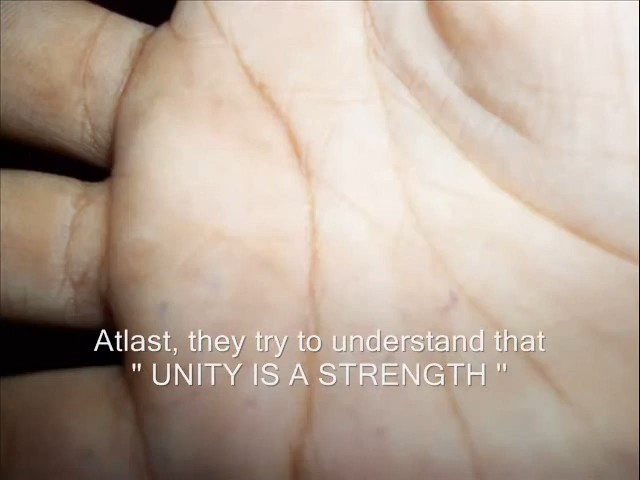 Atlast, they try to understand that
" UNITY IS A STRENGTH "